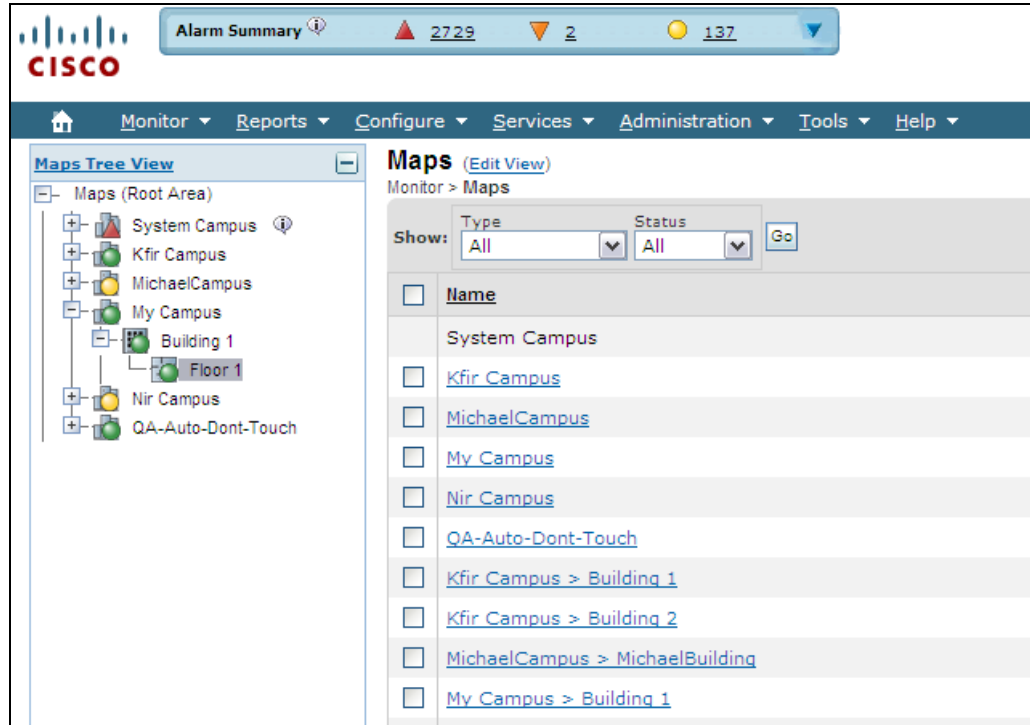 Alarm Summary 2729 2 137
CISCO
Monitor Reports Configure Services Administration Tools Help
Maps Tree View
Maps (Root Area)
System Campus
Kfir Campus
MichaelCampus
My Campus
Building 1
Floor 1
Nir Campus
QA-Auto-Dont-Touch
Maps (Edit View)
Monitor > Maps
Show: Type All Status All Go
Name
System Campus
Kfir Campus
MichaelCampus
My Campus
Nir Campus
QA-Auto-Dont-Touch
Kfir Campus > Building 1
Kfir Campus > Building 2
MichaelCampus > MichaelBuilding
My Campus > Building 1